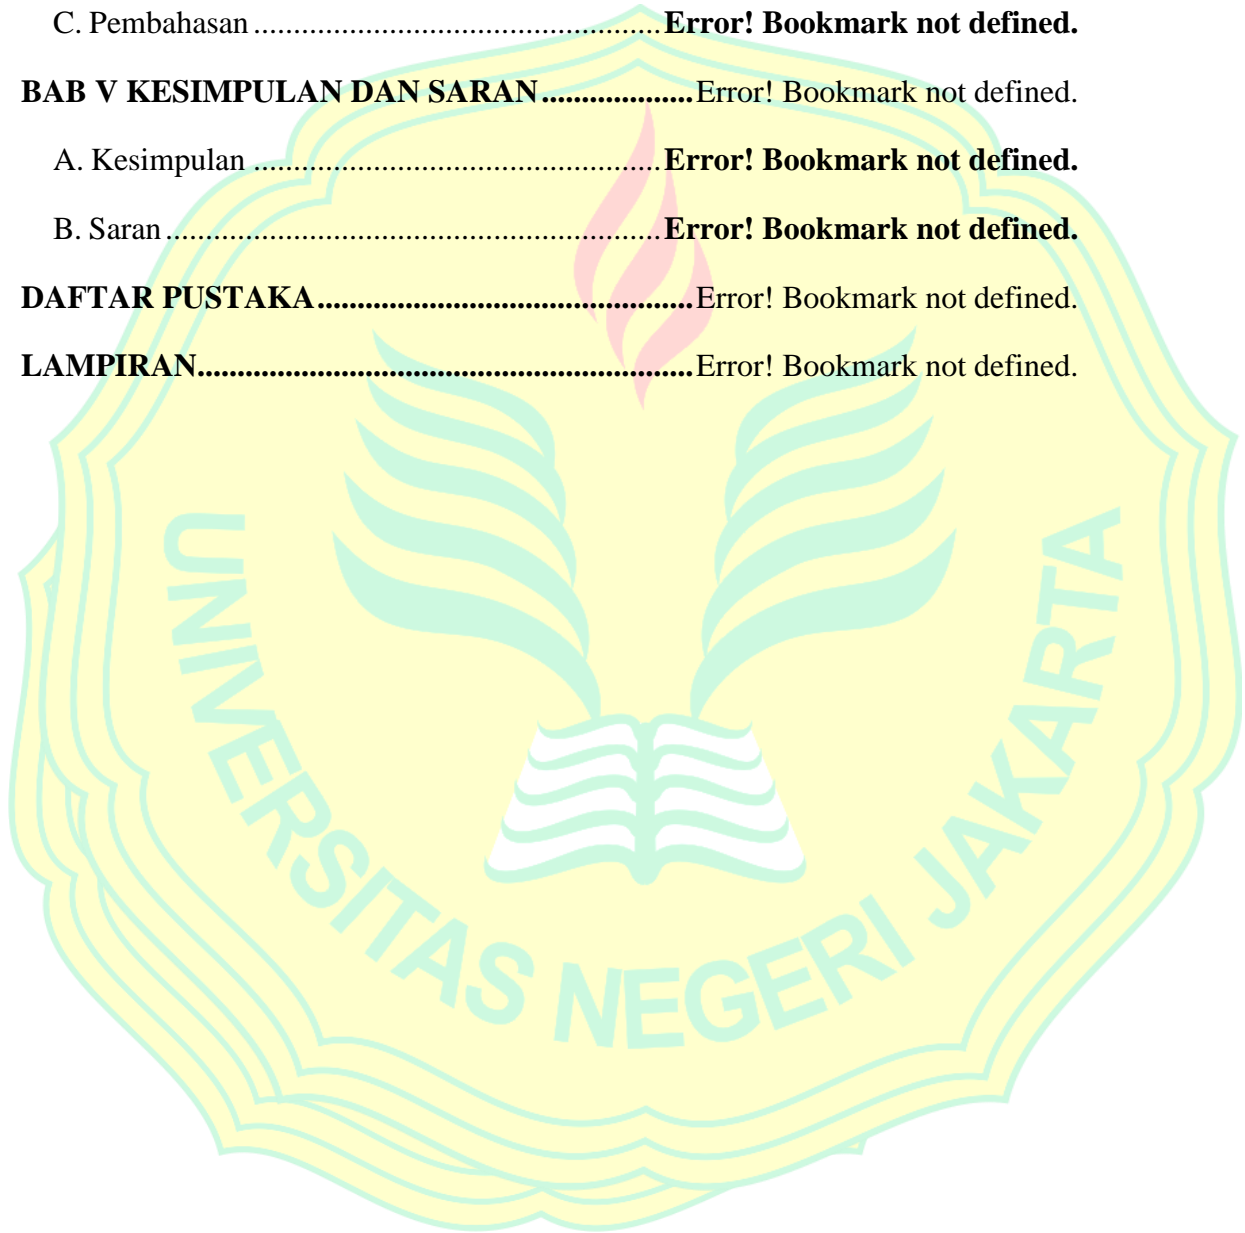 C. Pembahasan ................................................... Error! Bookmark not defined.
BAB V KESIMPULAN DAN SARAN ................... Error! Bookmark not defined.
A. Kesimpulan ................................................... Error! Bookmark not defined.
B. Saran .............................................................. Error! Bookmark not defined.
DAFTAR PUSTAKA ............................................... Error! Bookmark not defined.
LAMPIRAN .............................................................. Error! Bookmark not defined.
UNIVERSITAS NEGERI JAKARTA